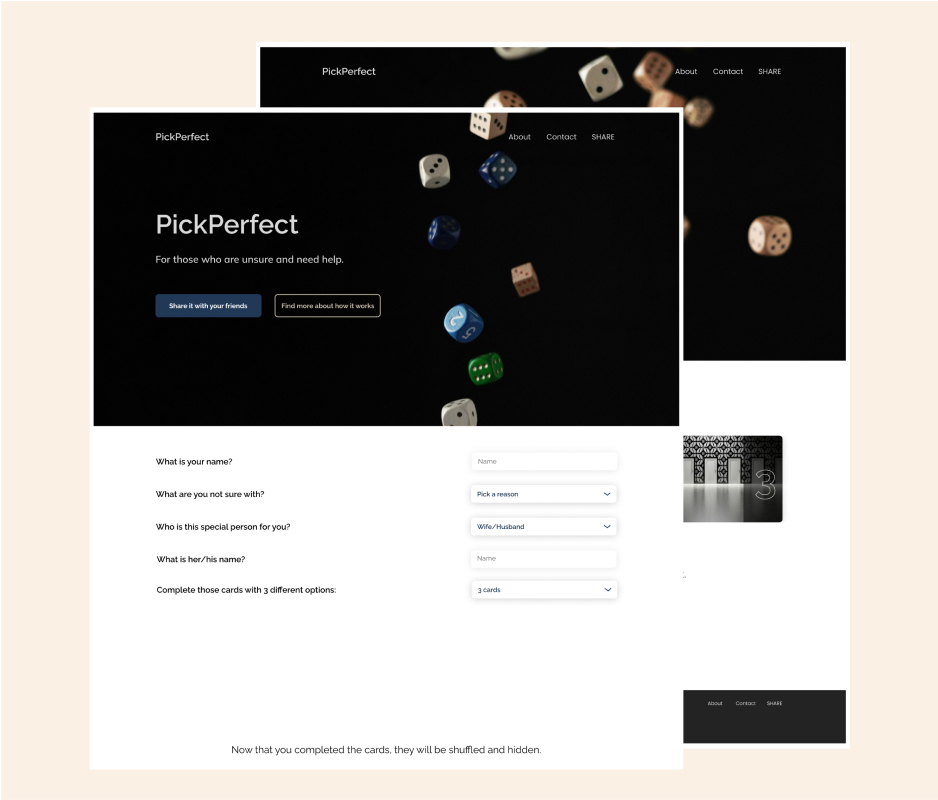 PickPerfect
About Contact SHARE
PickPerfect
About Contact SHARE
PickPerfect
For those who are unsure and need help.
Share it with your friends
Find more about how it works
2
5
What is your name?
Name
What are you not sure with?
Pick a reason
Who is this special person for you?
Wife/Husband
What is her/his name?
Name
Complete those cards with 3 different options:
3 cards
Now that you completed the cards, they will be shuffled and hidden.
3
About Contact SHARE